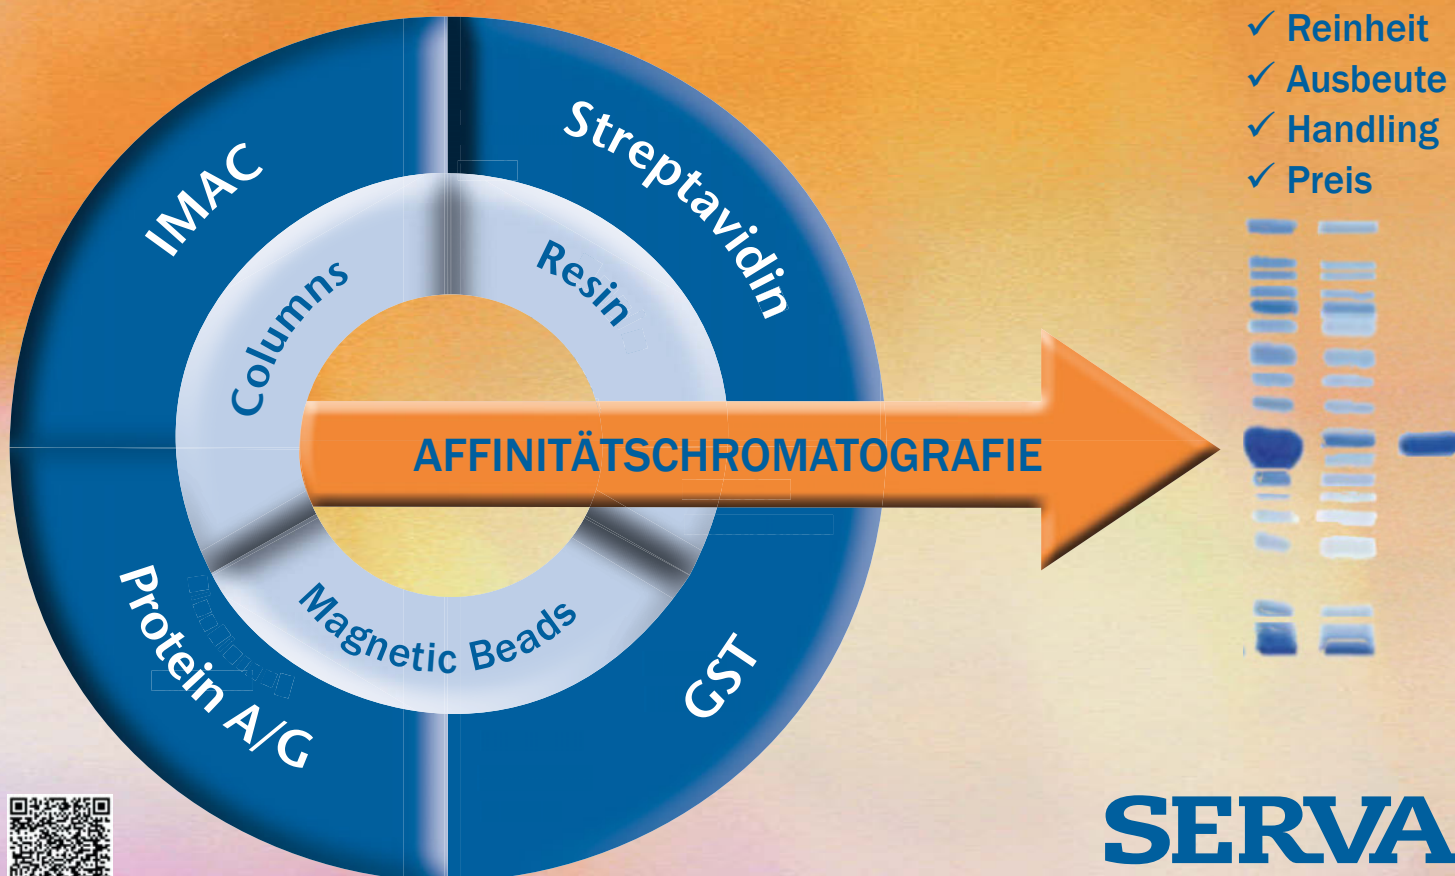 ✓ Reinheit
✓ Ausbeute
✓ Handling
✓ Preis
IMAC
Streptavidin
Columns
Resin
AFFINITÄTSCHROMATOGRAFIE
Protein A/G
Magnetic Beads
GST
SERVA